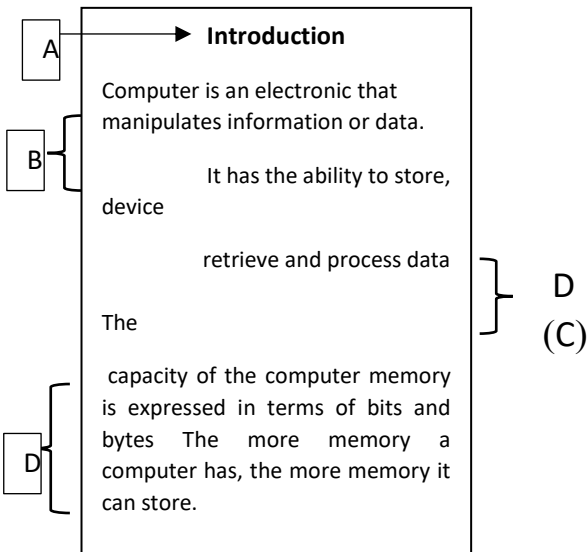 A
Introduction
Computer is an electronic that
manipulates information or data.
B
It has the ability to store,
device
retrieve and process data
D
The
(C)
capacity of the computer memory
is expressed in terms of bits and
bytes The more memory a
D
computer has, the more memory it
can store.